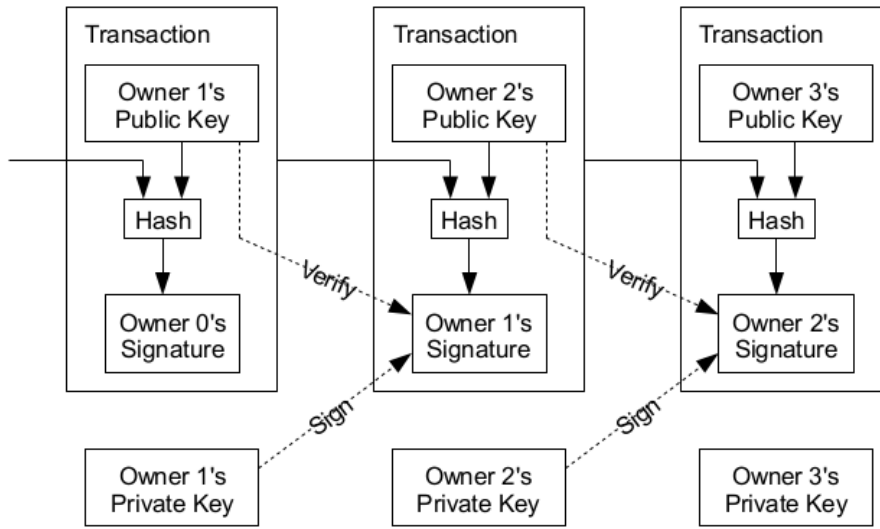 Transaction
Owner 1's
Public Key
Hash
Owner 0's
Signature
Transaction
Owner 2's
Public Key
Hash
Verify
Owner 1's
Signature
Sign
Transaction
Owner 3's
Public Key
Hash
Verify
Owner 2's
Signature
Sign
Owner 1's
Private Key
Owner 2's
Private Key
Owner 3's
Private Key